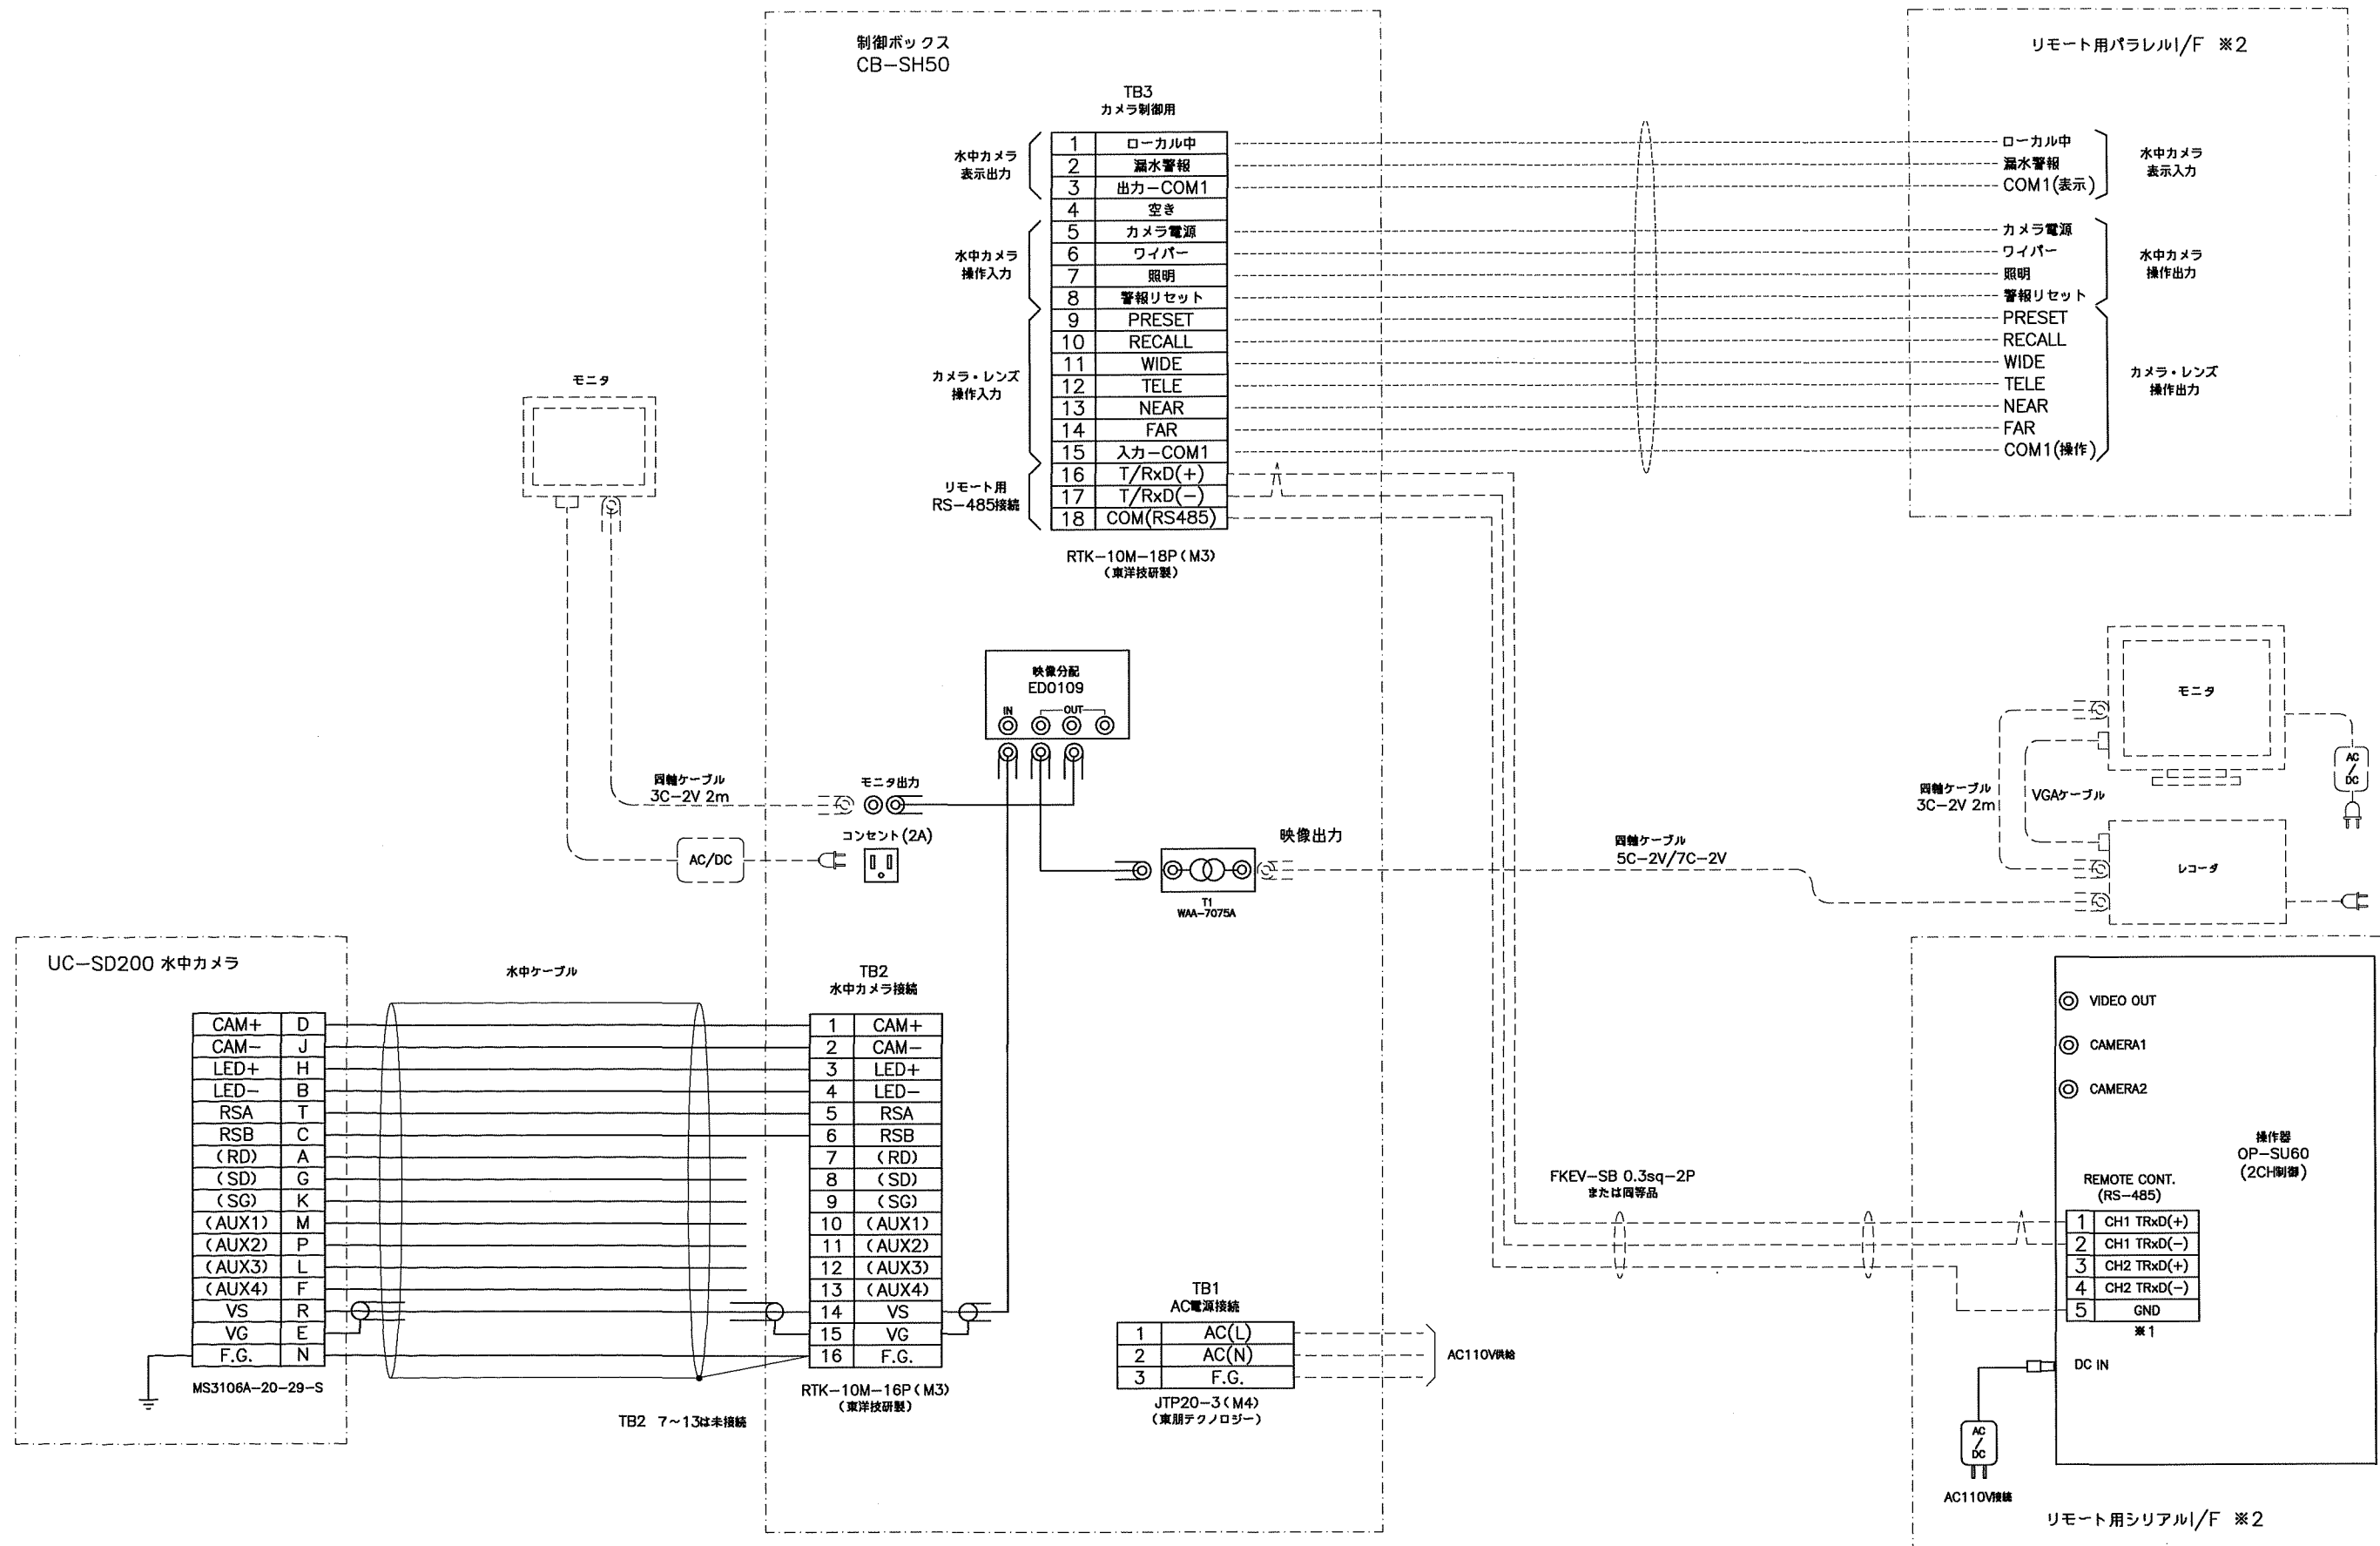 制御ボックス
CB-SH50
TB3
カメラ制御用
水中カメラ
表示出力
1 ローカル中
2 漏水警報
3 出力-COM1
4 空き
水中カメラ
操作入力
5 カメラ電源
6 ワイパー
7 照明
8 警報リセット
カメラ・レンズ
操作入力
9 PRESET
10 RECALL
11 WIDE
12 TELE
13 NEAR
14 FAR
15 入力-COM1
リモート用
RS-485接続
16 T/RxD(+)
17 T/RxD(-)
18 COM(RS485)
RTK-10M-18P(M3)
(東洋技研製)
リモート用パラレルI/F ※2
ローカル中
漏水警報
COM1(表示)
水中カメラ
表示入力
カメラ電源
ワイパー
照明
警報リセット
水中カメラ
操作出力
PRESET
RECALL
WIDE
TELE
NEAR
FAR
COM1(操作)
カメラ・レンズ
操作出力
モニタ
同軸ケーブル
3C-2V 2m
モニタ出力
コンセント(2A)
AC/DC
映像分配
ED0109
IN OUT
映像出力
T1
WAA-7075A
同軸ケーブル
5C-2V/7C-2V
モニタ
AC/DC
同軸ケーブル
3C-2V 2m
VGAケーブル
レコーダ
UC-SD200 水中カメラ
CAM+ D
CAM- J
LED+ H
LED- B
RSA T
RSB C
(RD) A
(SD) G
(SG) K
(AUX1) M
(AUX2) P
(AUX3) L
(AUX4) F
VS R
VG E
F.G. N
MS3106A-20-29-S
水中ケーブル
TB2 7~13は未接続
TB2
水中カメラ接続
1 CAM+
2 CAM-
3 LED+
4 LED-
5 RSA
6 RSB
7 (RD)
8 (SD)
9 (SG)
10 (AUX1)
11 (AUX2)
12 (AUX3)
13 (AUX4)
14 VS
15 VG
16 F.G.
RTK-10M-16P(M3)
(東洋技研製)
TB1
AC電源接続
1 AC(L)
2 AC(N)
3 F.G.
JTP20-3(M4)
(東朋テクノロジー)
AC110V供給
FKEV-SB 0.3sq-2P
または同等品
VIDEO OUT
CAMERA1
CAMERA2
操作器
OP-SU60
(2CH制御)
REMOTE CONT.
(RS-485)
1 CH1 TRxD(+)
2 CH1 TRxD(-)
3 CH2 TRxD(+)
4 CH2 TRxD(-)
5 GND
※1
DC IN
AC/DC
AC110V接続
リモート用シリアルI/F ※2